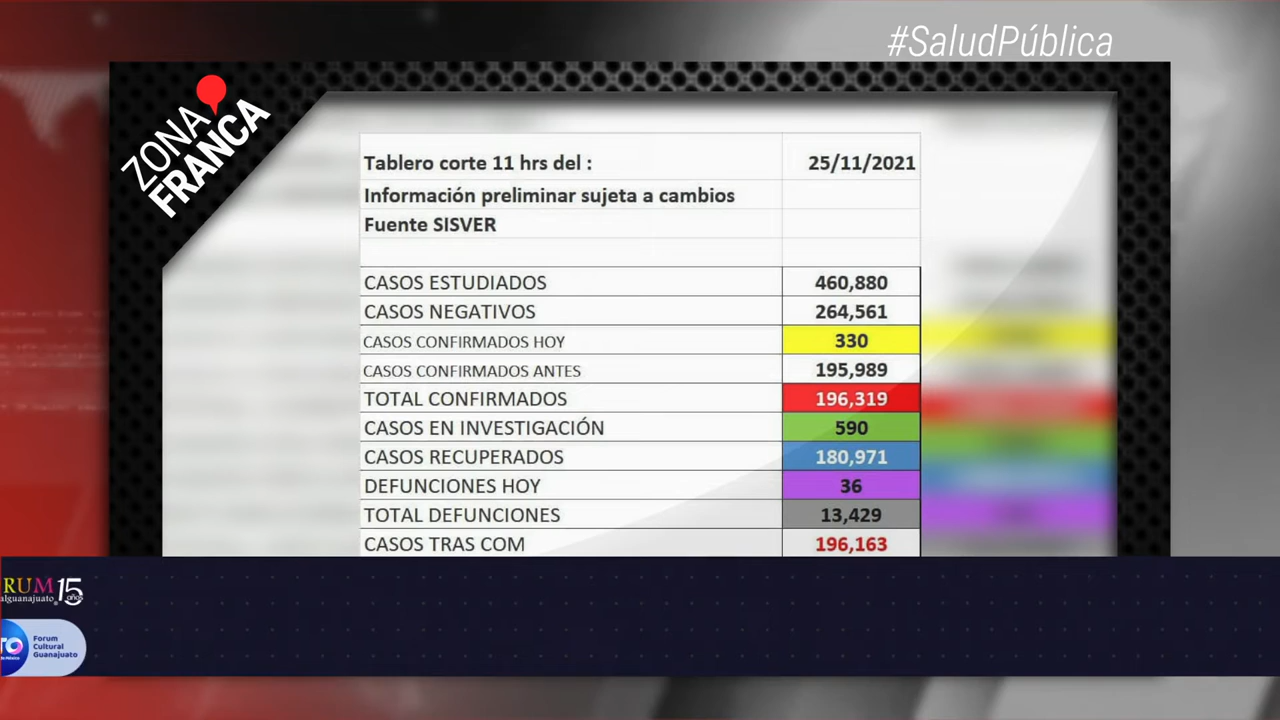 #SaludPública
ZONA
FRANCA
Tablero corte 11 hrs del : 25/11/2021
Información preliminar sujeta a cambios
Fuente SISVER
CASOS ESTUDIADOS 460,880
CASOS NEGATIVOS 264,561
CASOS CONFIRMADOS HOY 330
CASOS CONFIRMADOS ANTES 195,989
TOTAL CONFIRMADOS 196,319
CASOS EN INVESTIGACIÓN 590
CASOS RECUPERADOS 180,971
DEFUNCIONES HOY 36
TOTAL DEFUNCIONES 13,429
CASOS TRAS COM 196,163
RUM 15
alguanajuato. años
TO
Forum
Cultural
Guanajuato